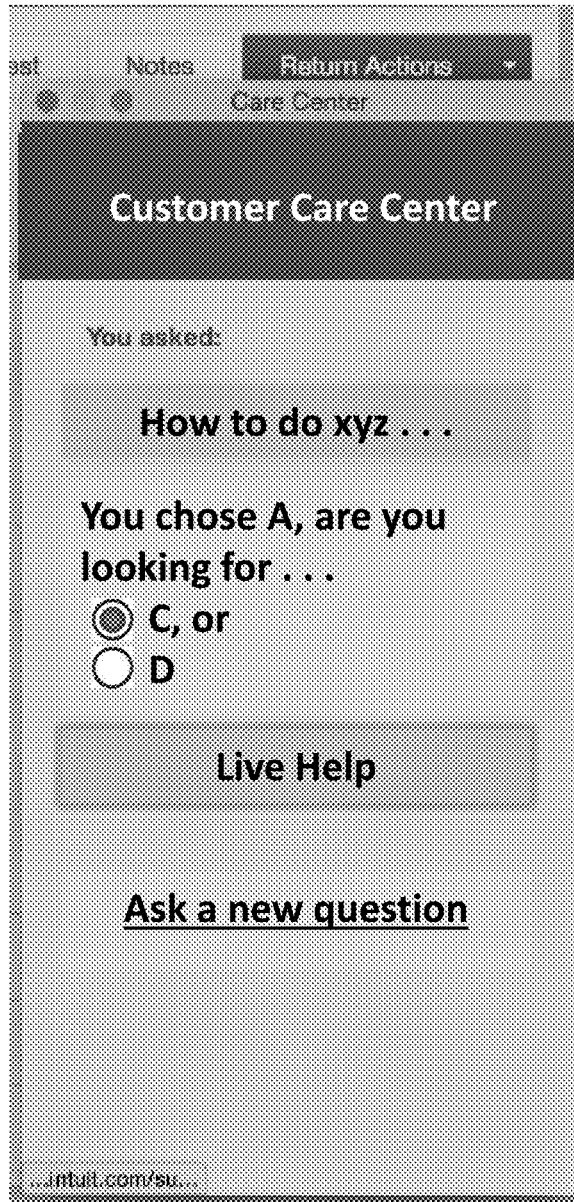 Notes Return Actions
Care Center
Customer Care Center
You asked:
How to do xyz . . .
You chose A, are you
looking for . . .
C, or
D
Live Help
Ask a new question
...intuit.com/su...